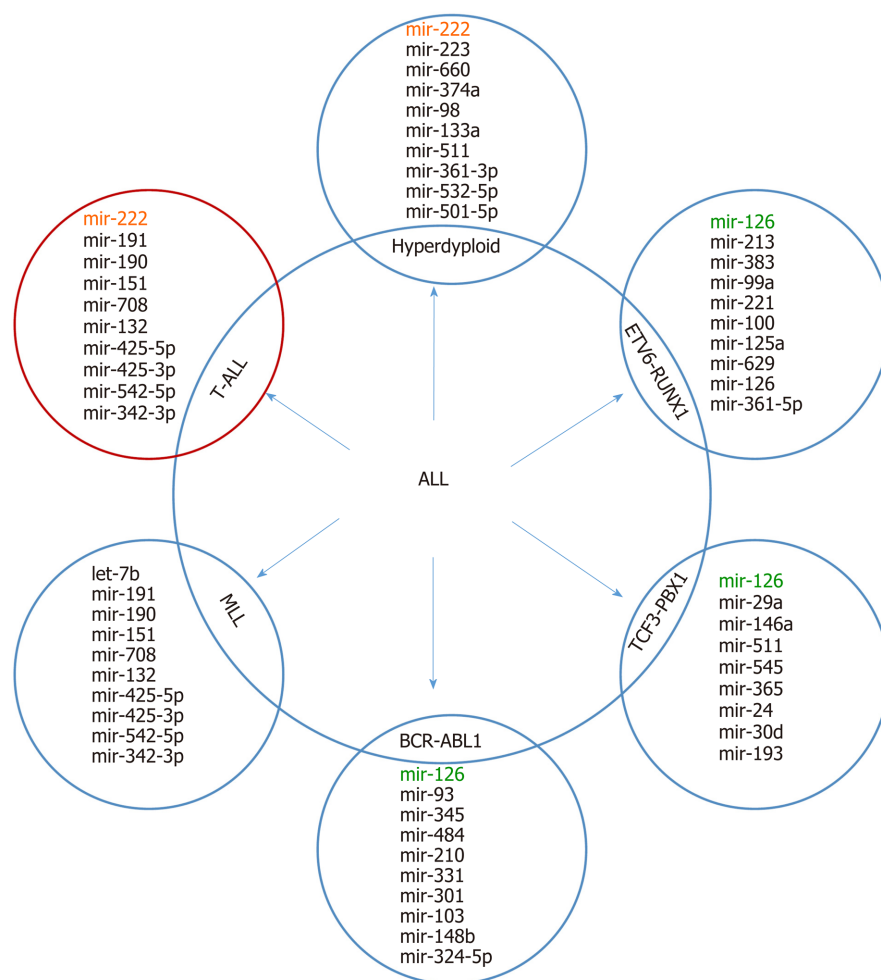 mir-222
mir-223
mir-660
mir-374a
mir-98
mir-133a
mir-511
mir-361-3p
mir-532-5p
mir-501-5p
Hyperdyploid
mir-222
mir-191
mir-190
mir-151
mir-708
mir-132
mir-425-5p
mir-425-3p
mir-542-5p
mir-342-3p
T-ALL
mir-126
mir-213
mir-383
mir-99a
mir-221
mir-100
mir-125a
mir-629
mir-126
mir-361-5p
ETV6-RUNX1
ALL
let-7b
mir-191
mir-190
mir-151
mir-708
mir-132
mir-425-5p
mir-425-3p
mir-542-5p
mir-342-3p
MLL
mir-126
mir-29a
mir-146a
mir-511
mir-545
mir-365
mir-24
mir-30d
mir-193
TCF3-PBX1
BCR-ABL1
mir-126
mir-93
mir-345
mir-484
mir-210
mir-331
mir-301
mir-103
mir-148b
mir-324-5p